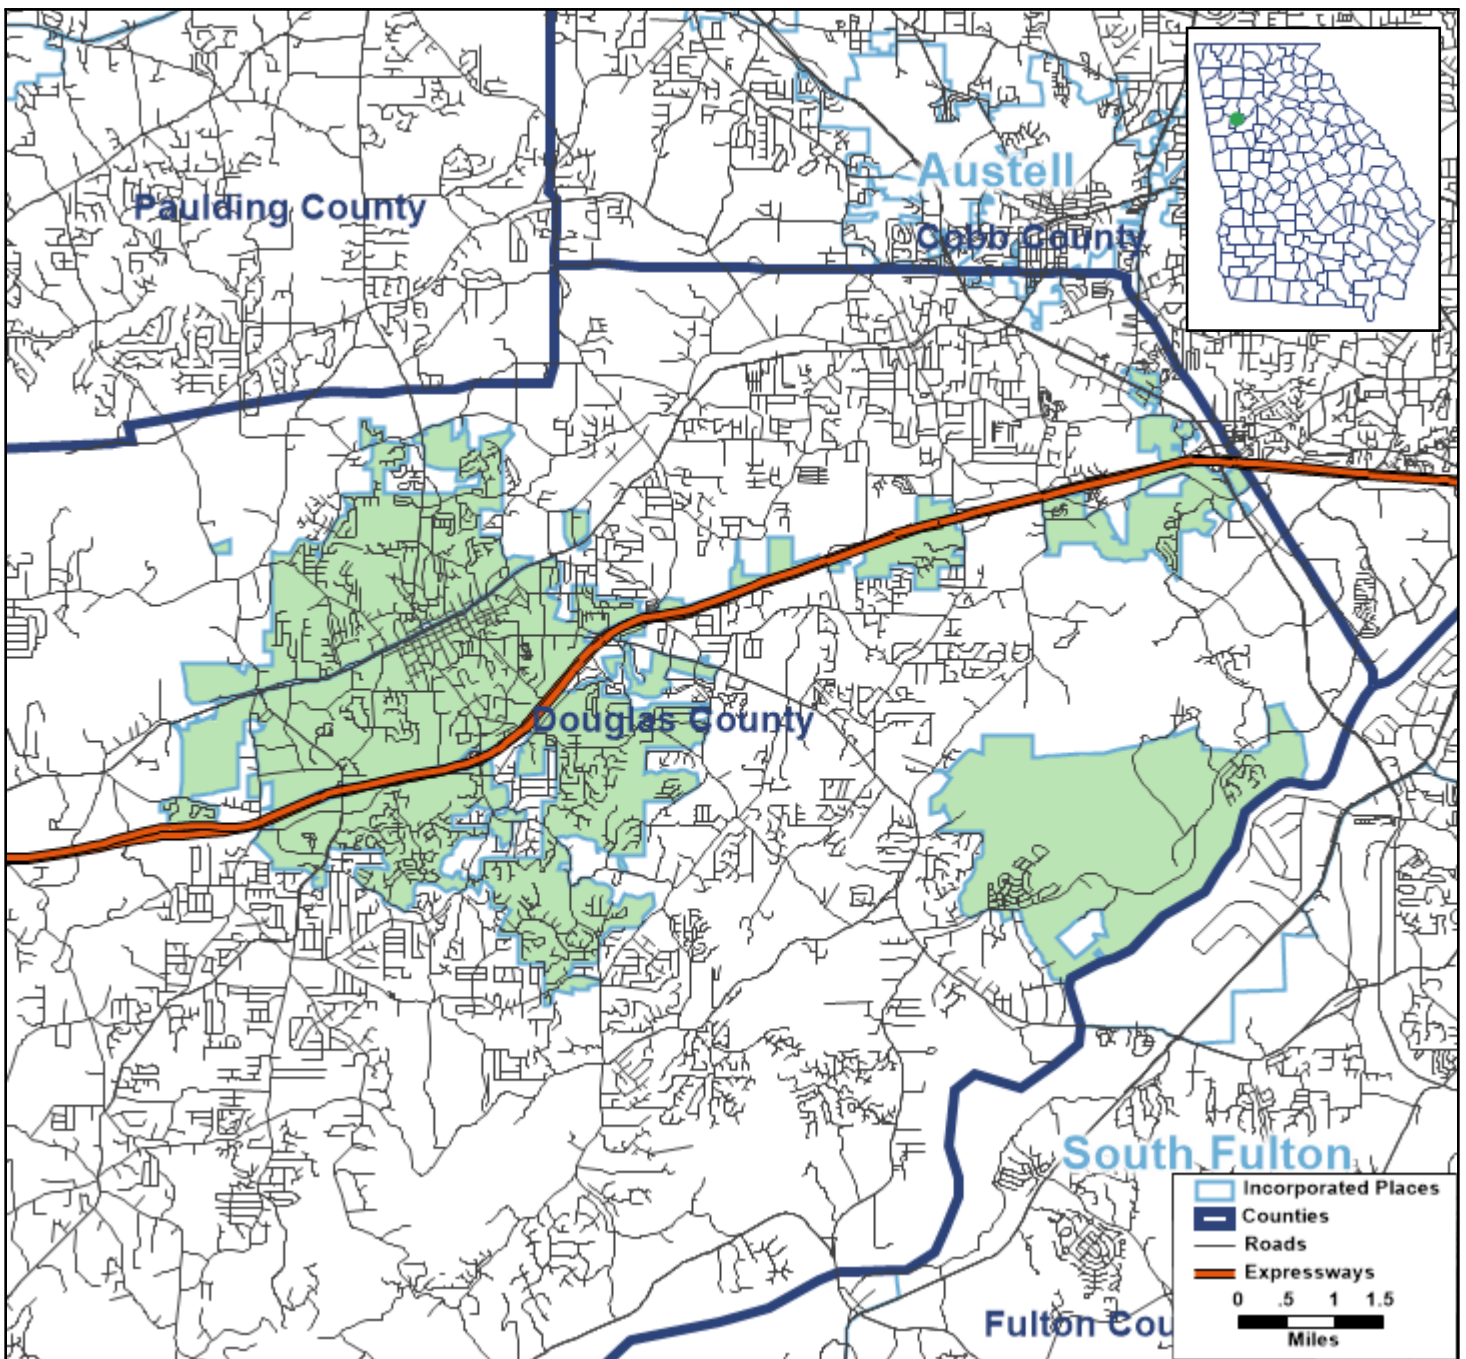 Austell
Paulding County
Cobb County
Douglas County
South Fulton
Incorporated Places
Counties
Roads
Expressways
0 .5 1 1.5
Miles
Fulton Cou